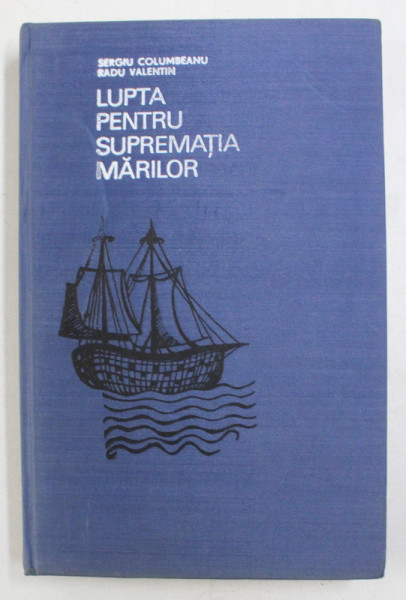 SERGIU COLUMBEANU
RADU VALENTIN
LUPTA
PENTRU
SUPREMAȚIA
MĂRILOR